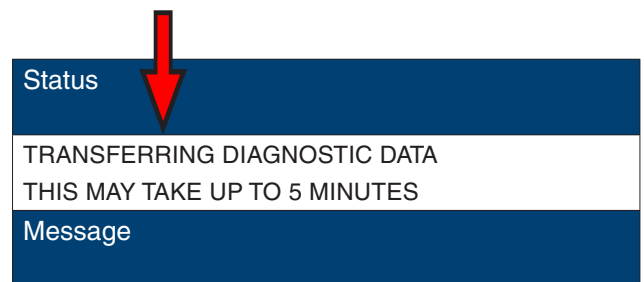 Status
TRANSFERRING DIAGNOSTIC DATA
THIS MAY TAKE UP TO 5 MINUTES
Message